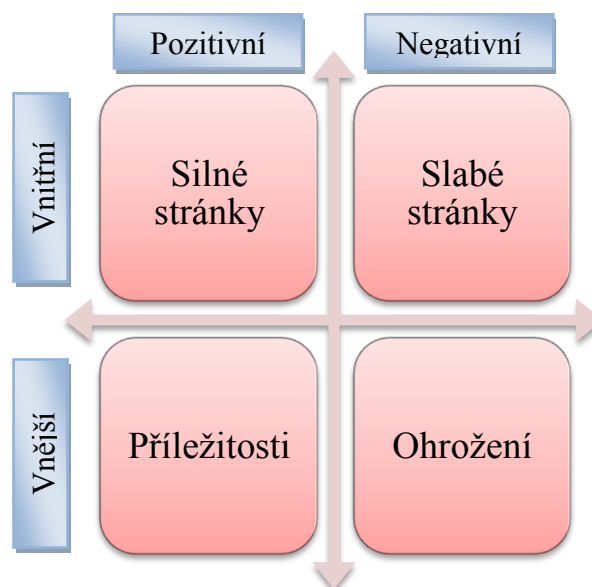 Pozitivní
Negativní
Vnitřní
Silné
stránky
Slabé
stránky
Vnější
Příležitosti
Ohrožení